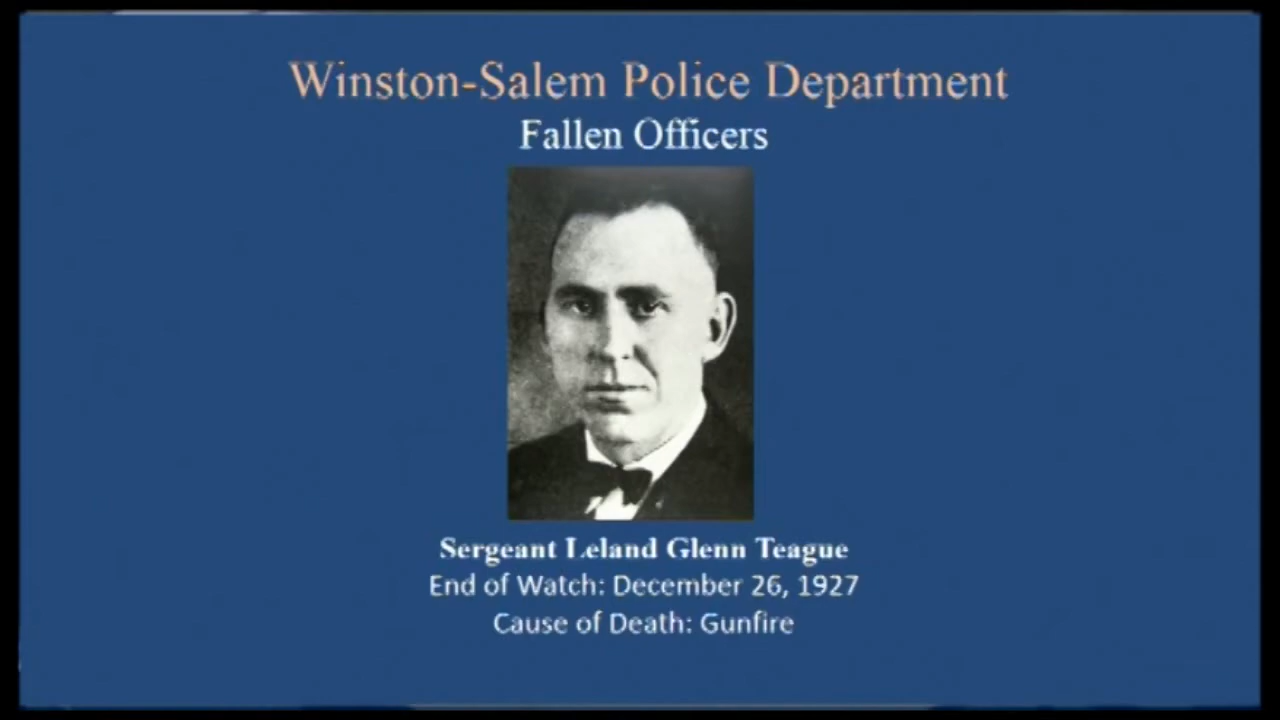 Winston-Salem Police Department
Fallen Officers
Sergeant Leland Glenn Teague
End of Watch: December 26, 1927
Cause of Death: Gunfire